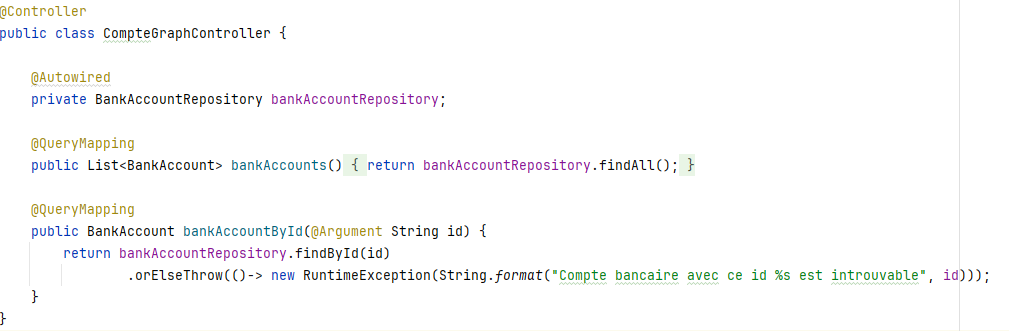 @Controller
public class CompteGraphController {
@Autowired
private BankAccountRepository bankAccountRepository;
@QueryMapping
public List<BankAccount> bankAccounts() { return bankAccountRepository.findAll(); }
@QueryMapping
public BankAccount bankAccountById(@Argument String id) {
return bankAccountRepository.findById(id)
.orElseThrow(()-> new RuntimeException(String.format("Compte bancaire avec ce id %s est introuvable", id)));
}
}